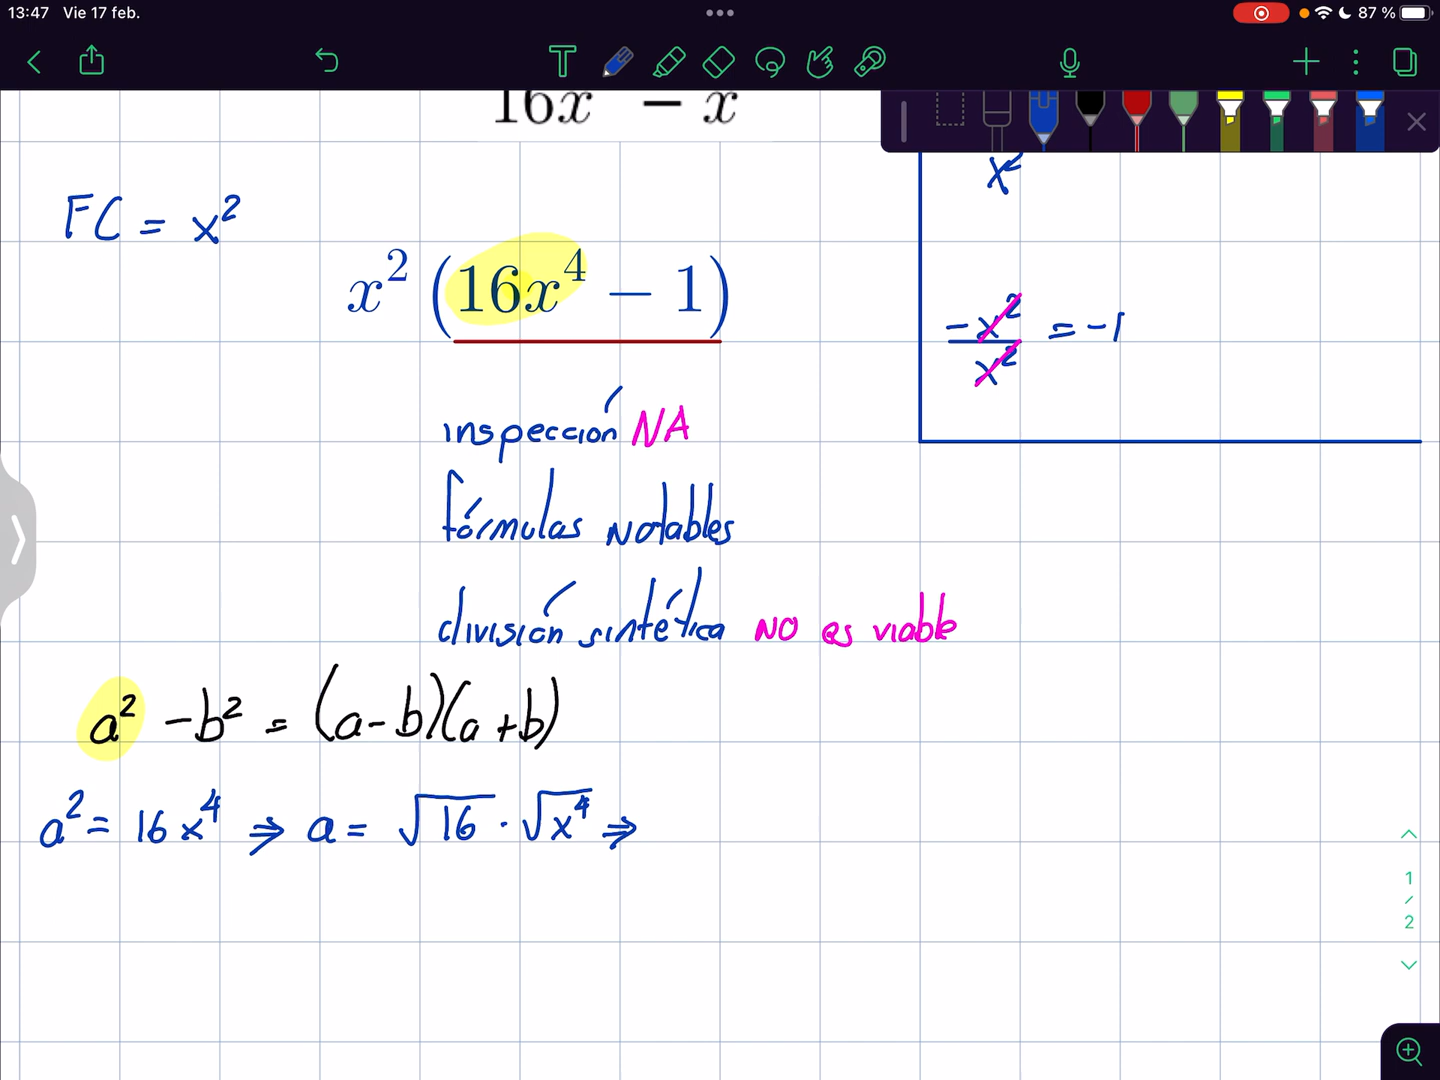 13:47 Vie 17 feb. 87 %
16x - x
x²
FC = x²
x² (16x⁴ − 1)
-x² = -1
x²
inspección NA
fórmulas notables
división sintética NO es viable
a² - b² = (a-b)(a+b)
a² = 16x⁴ ⇒ a = √16 · √x⁴ ⇒
1
/
2